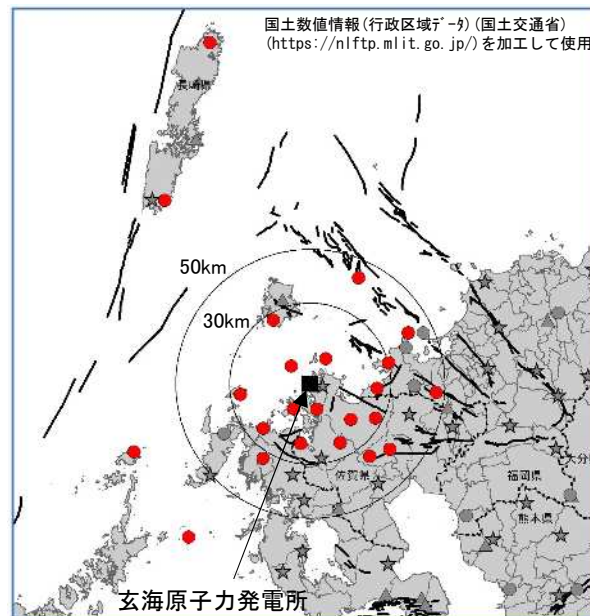 国土数値情報(行政区域ﾃﾞｰﾀ)(国土交通省)
(https://nlftp.mlit.go.jp/)を加工して使用
長崎県
50km
30km
佐賀県
福岡県
大分
熊本県
玄海原子力発電所